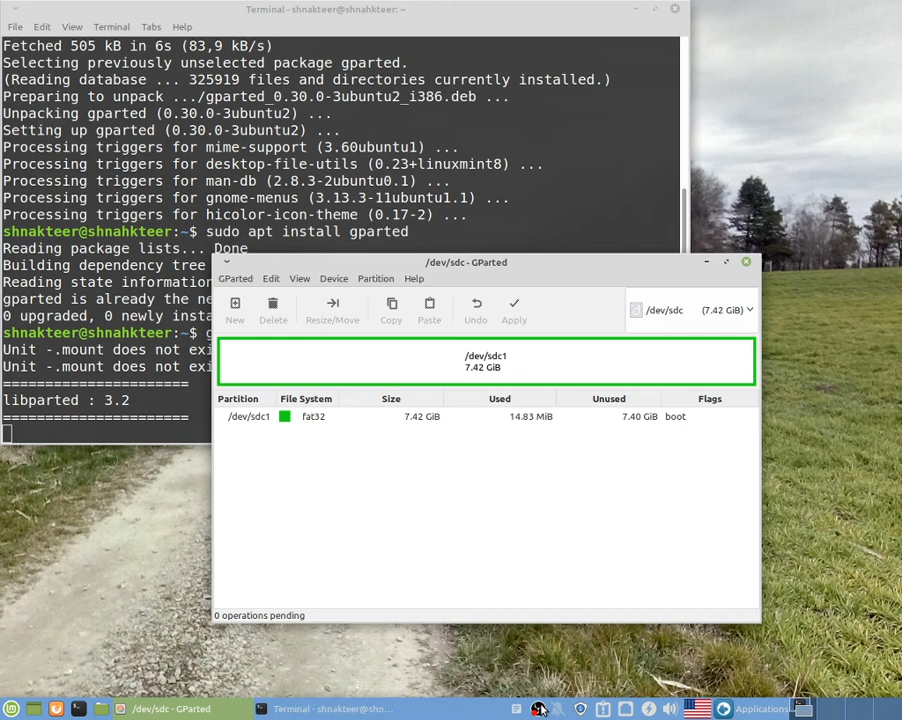 Terminal - shnakteer@shnahkteer: ~
File Edit View Terminal Tabs Help
Fetched 505 kB in 6s (83,9 kB/s)
Selecting previously unselected package gparted.
(Reading database ... 325919 files and directories currently installed.)
Preparing to unpack .../gparted_0.30.0-3ubuntu2_i386.deb ...
Unpacking gparted (0.30.0-3ubuntu2) ...
Setting up gparted (0.30.0-3ubuntu2) ...
Processing triggers for mime-support (3.60ubuntu1) ...
Processing triggers for desktop-file-utils (0.23+linuxmint8) ...
Processing triggers for man-db (2.8.3-2ubuntu0.1) ...
Processing triggers for gnome-menus (3.13.3-11ubuntu1.1) ...
Processing triggers for hicolor-icon-theme (0.17-2) ...
shnakteer@shnahkteer:~$ sudo apt install gparted
Reading package lists... Done
Building dependency tree
Reading state information
gparted is already the ne
0 upgraded, 0 newly insta
shnakteer@shnahkteer:~$ g
Unit -.mount does not exi
Unit -.mount does not exi
======================
libparted : 3.2
======================
/dev/sdc - GParted
GParted Edit View Device Partition Help
New Delete Resize/Move Copy Paste Undo Apply
/dev/sdc (7.42 GiB)
/dev/sdc1
7.42 GiB
Partition File System Size Used Unused Flags
/dev/sdc1 fat32 7.42 GiB 14.83 MiB 7.40 GiB boot
0 operations pending
/dev/sdc - GParted Terminal - shnakteer@shn... Applications